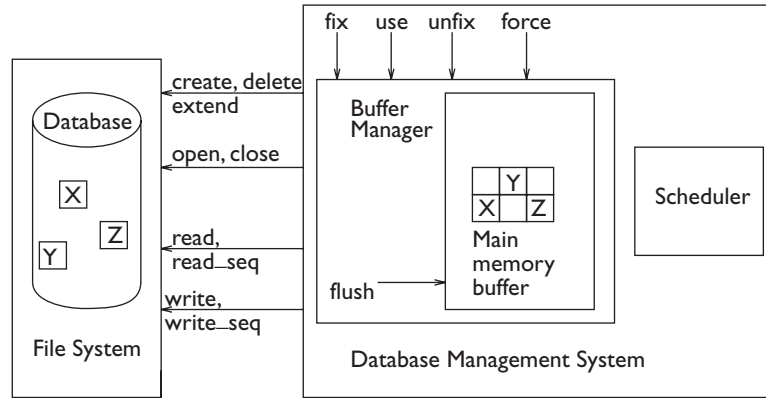 fix use unfix force
create, delete
extend
Database
Buffer
Manager
open, close
X
Y
Z
Y
X Z
Scheduler
read,
read_seq
Main
memory
buffer
flush
write,
write_seq
File System
Database Management System